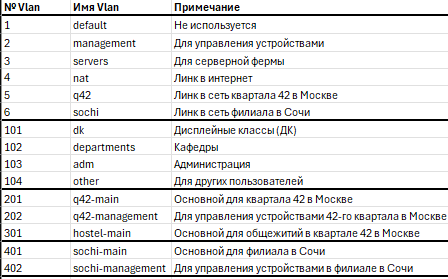 № Vlan Имя Vlan Примечание
1 default Не используется
2 management Для управления устройствами
3 servers Для серверной фермы
4 nat Линк в интернет
5 q42 Линк в сеть квартала 42 в Москве
6 sochi Линк в сеть филиала в Сочи
101 dk Дисплейные классы (ДК)
102 departments Кафедры
103 adm Администрация
104 other Для других пользователей
201 q42-main Основной для квартала 42 в Москве
202 q42-management Для управления устройствами 42-го квартала в Москве
301 hostel-main Основной для общежитий в квартале 42 в Москве
401 sochi-main Основной для филиала в Сочи
402 sochi-management Для управления устройствами в филиале в Сочи